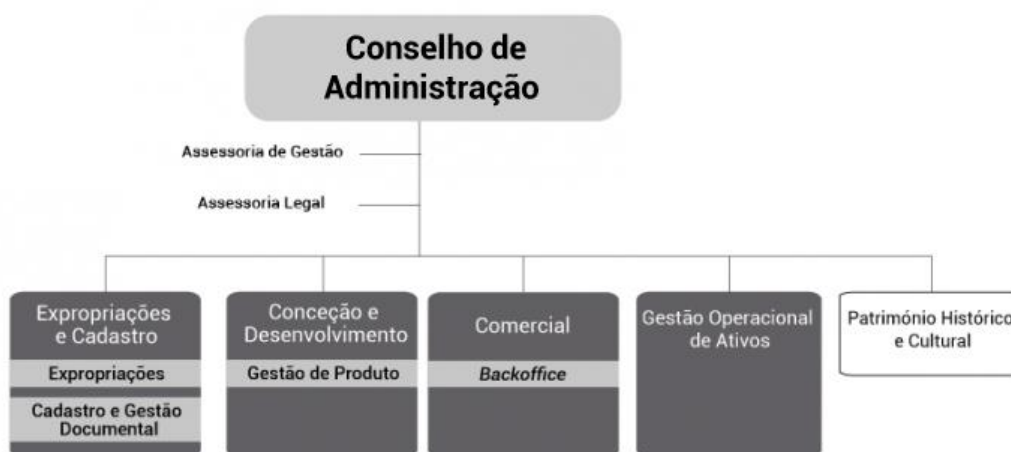 Conselho de
Administração
Assessoria de Gestão
Assessoria Legal
Expropriações
e Cadastro
Expropriações
Cadastro e Gestão
Documental
Conceção e
Desenvolvimento
Gestão de Produto
Comercial
Backoffice
Gestão Operacional
de Ativos
Património Histórico
e Cultural